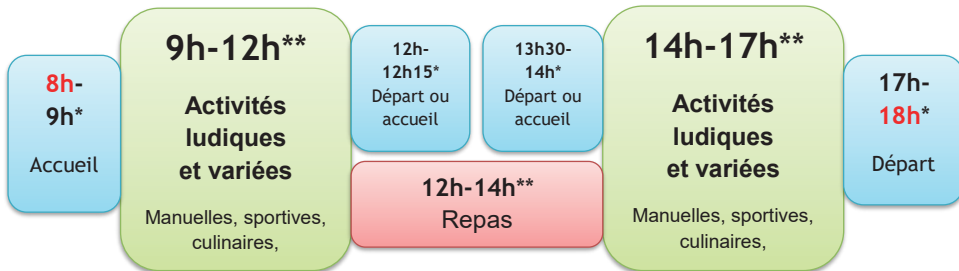 8h-
9h*
Accueil
9h-12h**
Activités
ludiques
et variées
Manuelles, sportives,
culinaires,
12h-
12h15*
Départ ou
accueil
13h30-
14h*
Départ ou
accueil
12h-14h**
Repas
14h-17h**
Activités
ludiques
et variées
Manuelles, sportives,
culinaires,
17h-
18h*
Départ